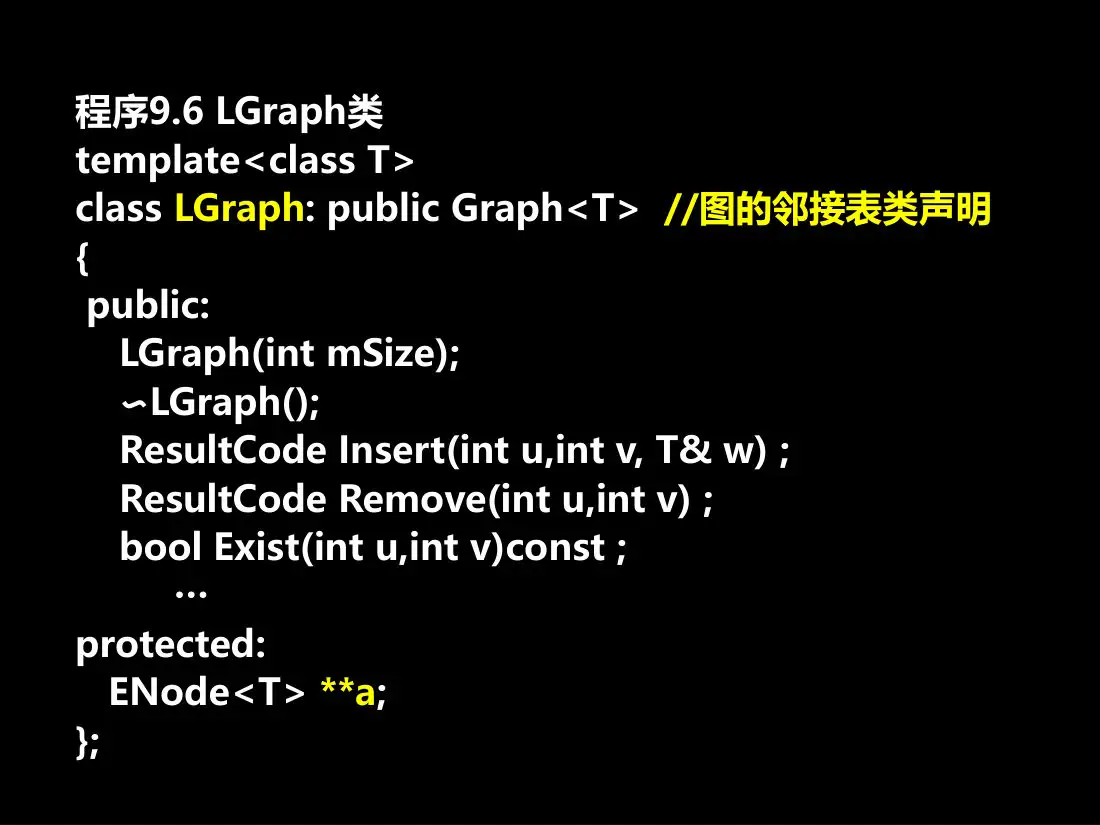 程序9.6 LGraph类
template<class T>
class LGraph: public Graph<T> //图的邻接表类声明
{
public:
LGraph(int mSize);
∽LGraph();
ResultCode Insert(int u,int v, T& w) ;
ResultCode Remove(int u,int v) ;
bool Exist(int u,int v)const ;
…
protected:
ENode<T> **a;
};